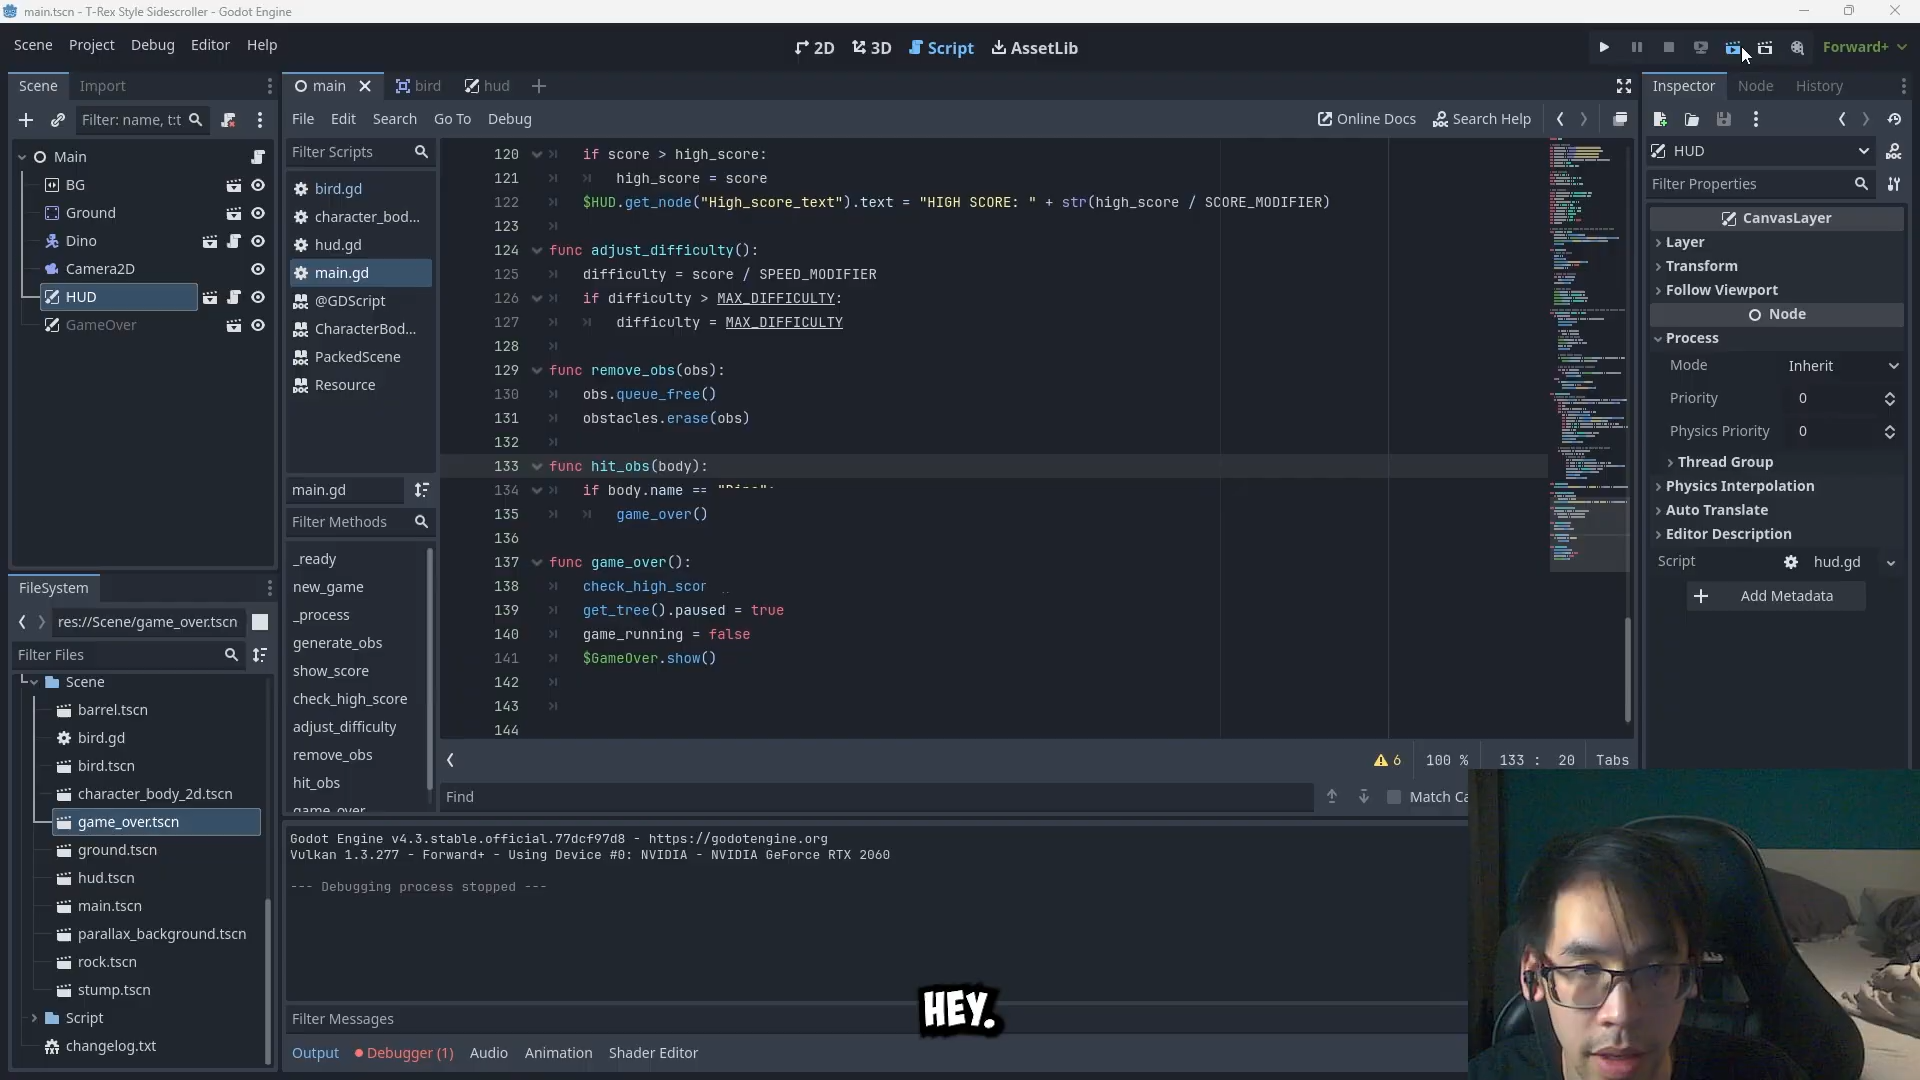 main.tscn - T-Rex Style Sidescroller - Godot Engine
Scene Project Debug Editor Help
2D 3D Script AssetLib
Forward+
Scene Import
Filter: name, t:t
Main
BG
Ground
Dino
Camera2D
HUD
GameOver
FileSystem
res://Scene/game_over.tscn
Filter Files
Scene
barrel.tscn
bird.gd
bird.tscn
character_body_2d.tscn
game_over.tscn
ground.tscn
hud.tscn
main.tscn
parallax_background.tscn
rock.tscn
stump.tscn
Script
changelog.txt
main bird hud
File Edit Search Go To Debug
Online Docs Search Help
Filter Scripts
bird.gd
character_bod...
hud.gd
main.gd
@GDScript
CharacterBod...
PackedScene
Resource
main.gd
Filter Methods
_ready
new_game
_process
generate_obs
show_score
check_high_score
adjust_difficulty
remove_obs
hit_obs
120 if score > high_score:
121 high_score = score
122 $HUD.get_node("High_score_text").text = "HIGH SCORE: " + str(high_score / SCORE_MODIFIER)
123
124 func adjust_difficulty():
125 difficulty = score / SPEED_MODIFIER
126 if difficulty > MAX_DIFFICULTY:
127 difficulty = MAX_DIFFICULTY
128
129 func remove_obs(obs):
130 obs.queue_free()
131 obstacles.erase(obs)
132
133 func hit_obs(body):
134 if body.name ==
135 game_over()
136
137 func game_over():
138 check_high_scor
139 get_tree().paused = true
140 game_running = false
141 $GameOver.show()
142
143
144
6 100 % 133 : 20 Tabs
Find
Match Ca
Godot Engine v4.3.stable.official.77dcf97d8 - https://godotengine.org
Vulkan 1.3.277 - Forward+ - Using Device #0: NVIDIA - NVIDIA GeForce RTX 2060
--- Debugging process stopped ---
Filter Messages
Output Debugger (1) Audio Animation Shader Editor
Inspector Node History
HUD
Filter Properties
CanvasLayer
Layer
Transform
Follow Viewport
Node
Process
Mode Inherit
Priority 0
Physics Priority 0
Thread Group
Physics Interpolation
Auto Translate
Editor Description
Script hud.gd
Add Metadata
HEY.